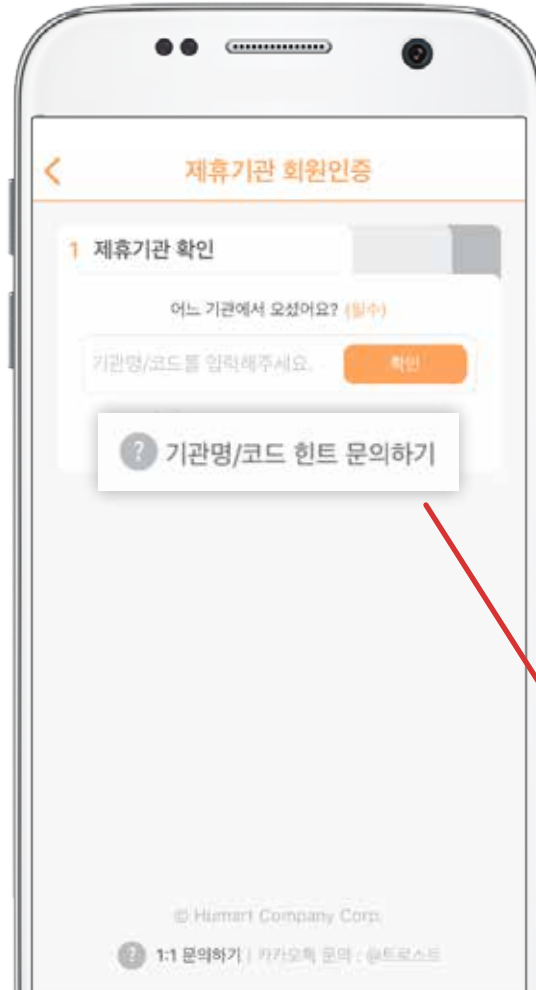 제휴기관 회원인증
1 제휴기관 확인
어느 기관에서 오셨어요? (필수)
기관명/코드를 입력해주세요. 확인
? 기관명/코드 힌트 문의하기
© Humart Company Corp.
? 1:1 문의하기 | 카카오톡 문의 : @트로스트